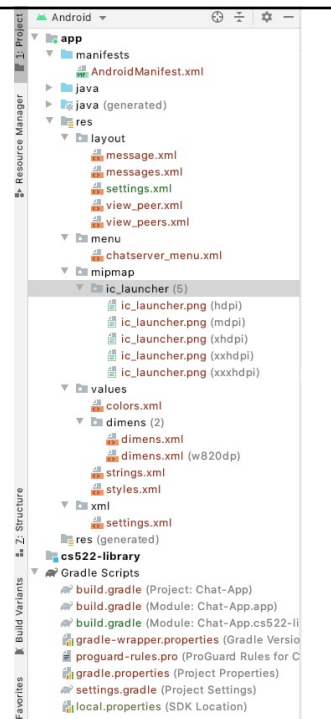 Android
app
manifests
AndroidManifest.xml
java
java (generated)
res
layout
message.xml
messages.xml
settings.xml
view_peer.xml
view_peers.xml
menu
chatserver_menu.xml
mipmap
ic_launcher (5)
ic_launcher.png (hdpi)
ic_launcher.png (mdpi)
ic_launcher.png (xhdpi)
ic_launcher.png (xxhdpi)
ic_launcher.png (xxxhdpi)
values
colors.xml
dimens (2)
dimens.xml
dimens.xml (w820dp)
strings.xml
styles.xml
xml
settings.xml
res (generated)
cs522-library
Gradle Scripts
build.gradle (Project: Chat-App)
build.gradle (Module: Chat-App.app)
build.gradle (Module: Chat-App.cs522-li
gradle-wrapper.properties (Gradle Versio
proguard-rules.pro (ProGuard Rules for C
gradle.properties (Project Properties)
settings.gradle (Project Settings)
local.properties (SDK Location)
1: Project
Resource Manager
Z: Structure
Build Variants
Favorites